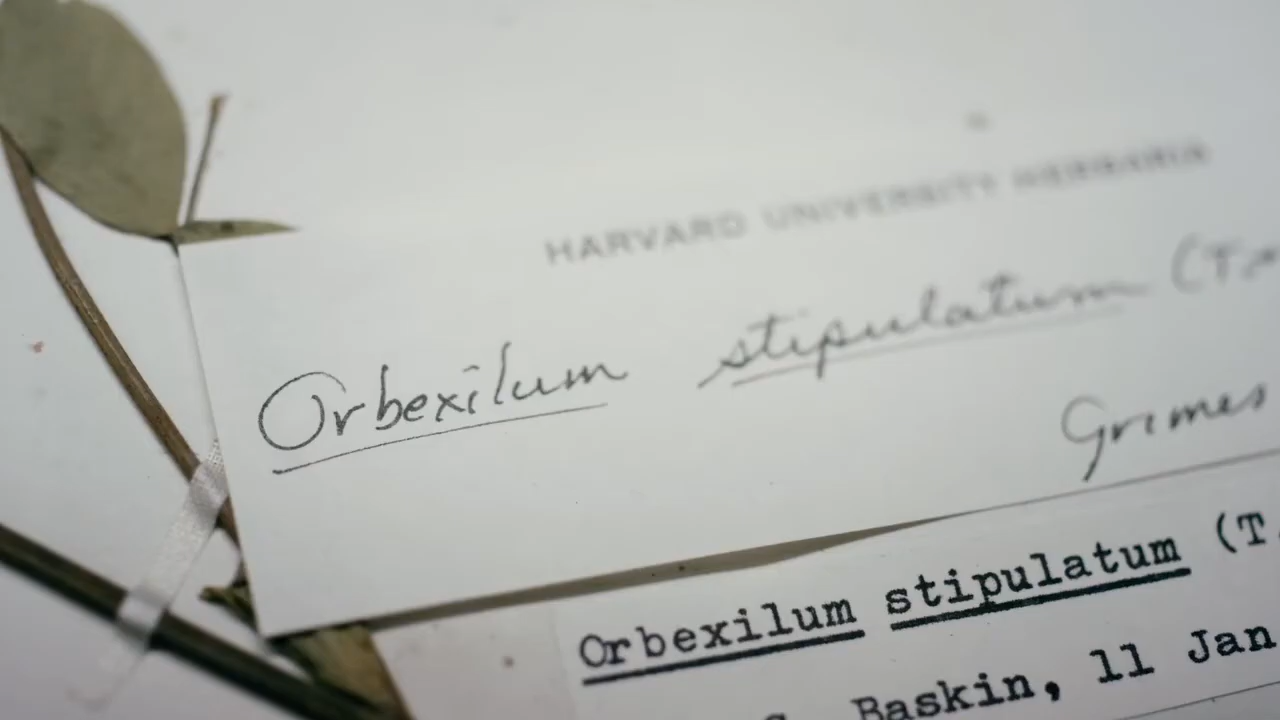 HARVARD UNIVERSITY HERBARIA
Orbexilum stipulatum (T.
Grimes
Orbexilum stipulatum (T.
Baskin, 11 Jan